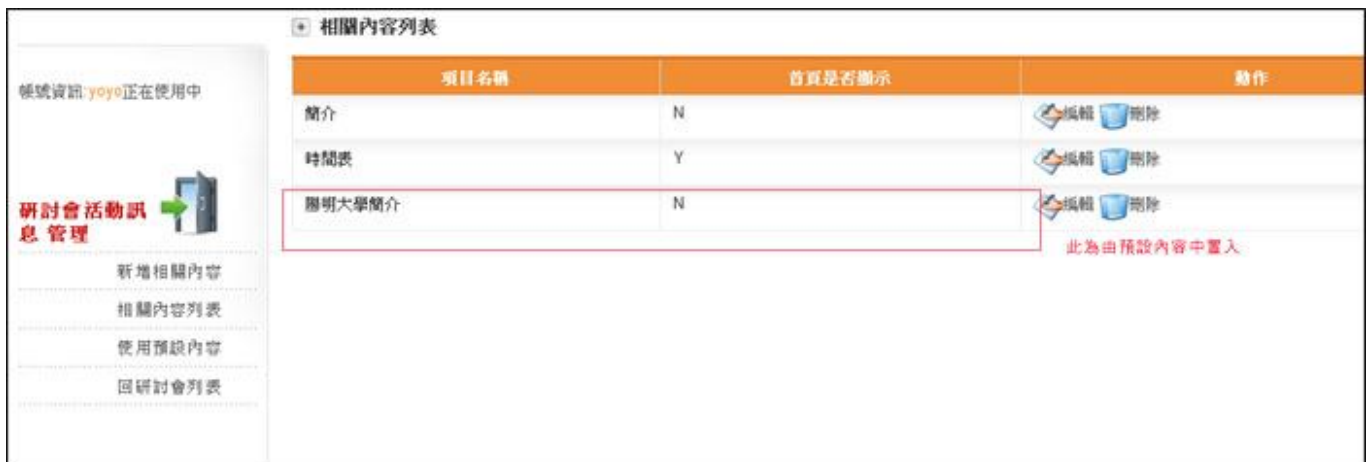 相關內容列表
帳號資訊:yoyo正在使用中
項目名稱 首頁是否顯示 動作
簡介 N 編輯 刪除
時間表 Y 編輯 刪除
陽明大學簡介 N 編輯 刪除
此為由預設內容中置入
研討會活動訊
息 管理
新增相關內容
相關內容列表
使用預設內容
回研討會列表